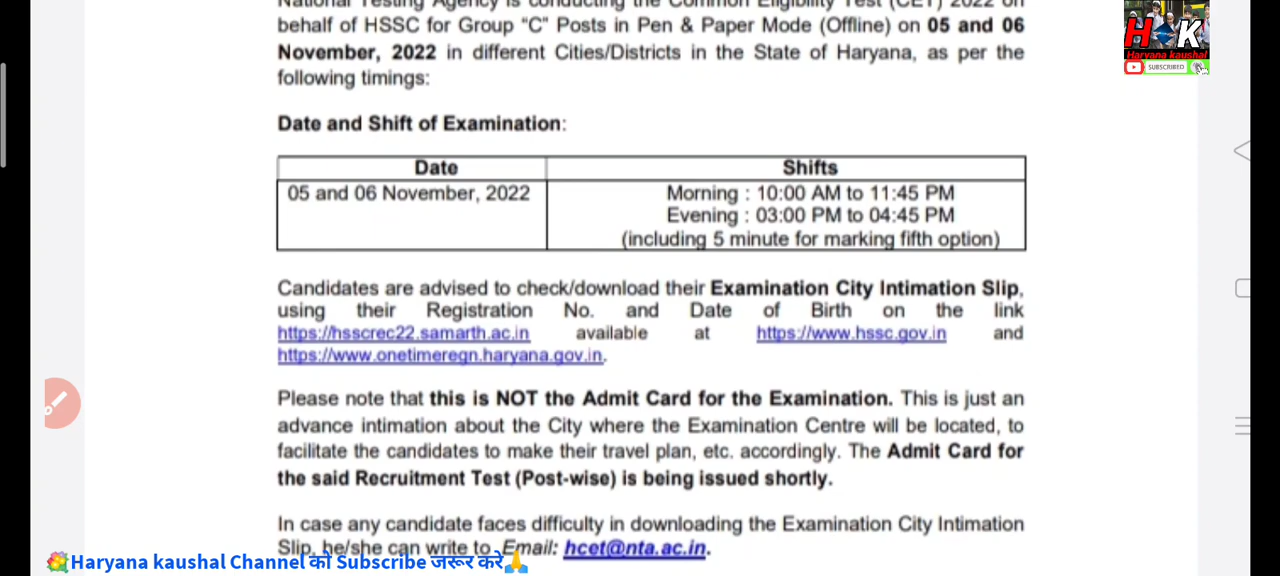 National Testing Agency is conducting the Common Eligibility Test (CET) 2022 on
behalf of HSSC for Group “C” Posts in Pen & Paper Mode (Offline) on 05 and 06
November, 2022 in different Cities/Districts in the State of Haryana, as per the
following timings:
H K
Haryana kaushal
SUBSCRIBED
Date and Shift of Examination:
Date Shifts
05 and 06 November, 2022 Morning : 10:00 AM to 11:45 PM
Evening : 03:00 PM to 04:45 PM
(including 5 minute for marking fifth option)
Candidates are advised to check/download their Examination City Intimation Slip,
using their Registration No. and Date of Birth on the link
https://hsscrec22.samarth.ac.in available at https://www.hssc.gov.in and
https://www.onetimeregn.haryana.gov.in.
Please note that this is NOT the Admit Card for the Examination. This is just an
advance intimation about the City where the Examination Centre will be located, to
facilitate the candidates to make their travel plan, etc. accordingly. The Admit Card for
the said Recruitment Test (Post-wise) is being issued shortly.
In case any candidate faces difficulty in downloading the Examination City Intimation
Slip, he/she can write to Email: hcet@nta.ac.in.
Haryana kaushal Channel को Subscribe जरूर करे